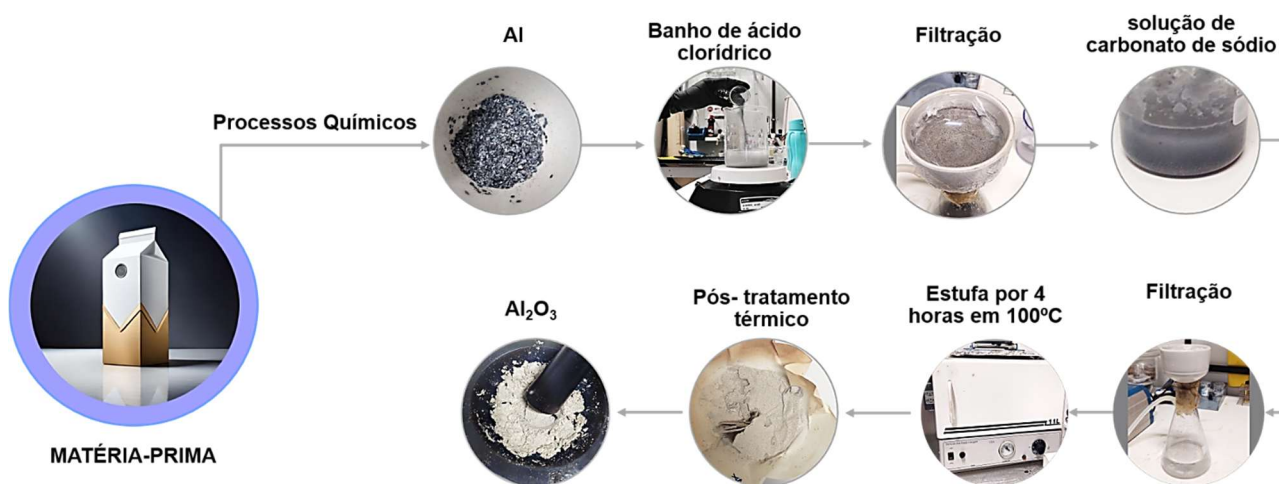 Processos Químicos
Al
Banho de ácido
clorídrico
Filtração
solução de
carbonato de sódio
Filtração
Estufa por 4
horas em 100ºC
Pós- tratamento
térmico
Al₂O₃
MATÉRIA-PRIMA